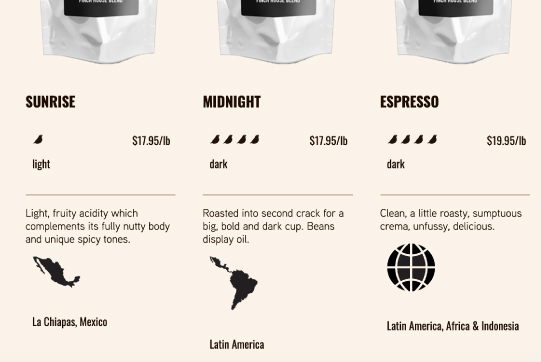 FINCH HOUSE BLEND
FINCH HOUSE BLEND
FINCH HOUSE BLEND
SUNRISE
$17.95/lb
light
Light, fruity acidity which
complements its fully nutty body
and unique spicy tones.
La Chiapas, Mexico
MIDNIGHT
$17.95/lb
dark
Roasted into second crack for a
big, bold and dark cup. Beans
display oil.
Latin America
ESPRESSO
$19.95/lb
dark
Clean, a little roasty, sumptuous
crema, unfussy, delicious.
Latin America, Africa & Indonesia